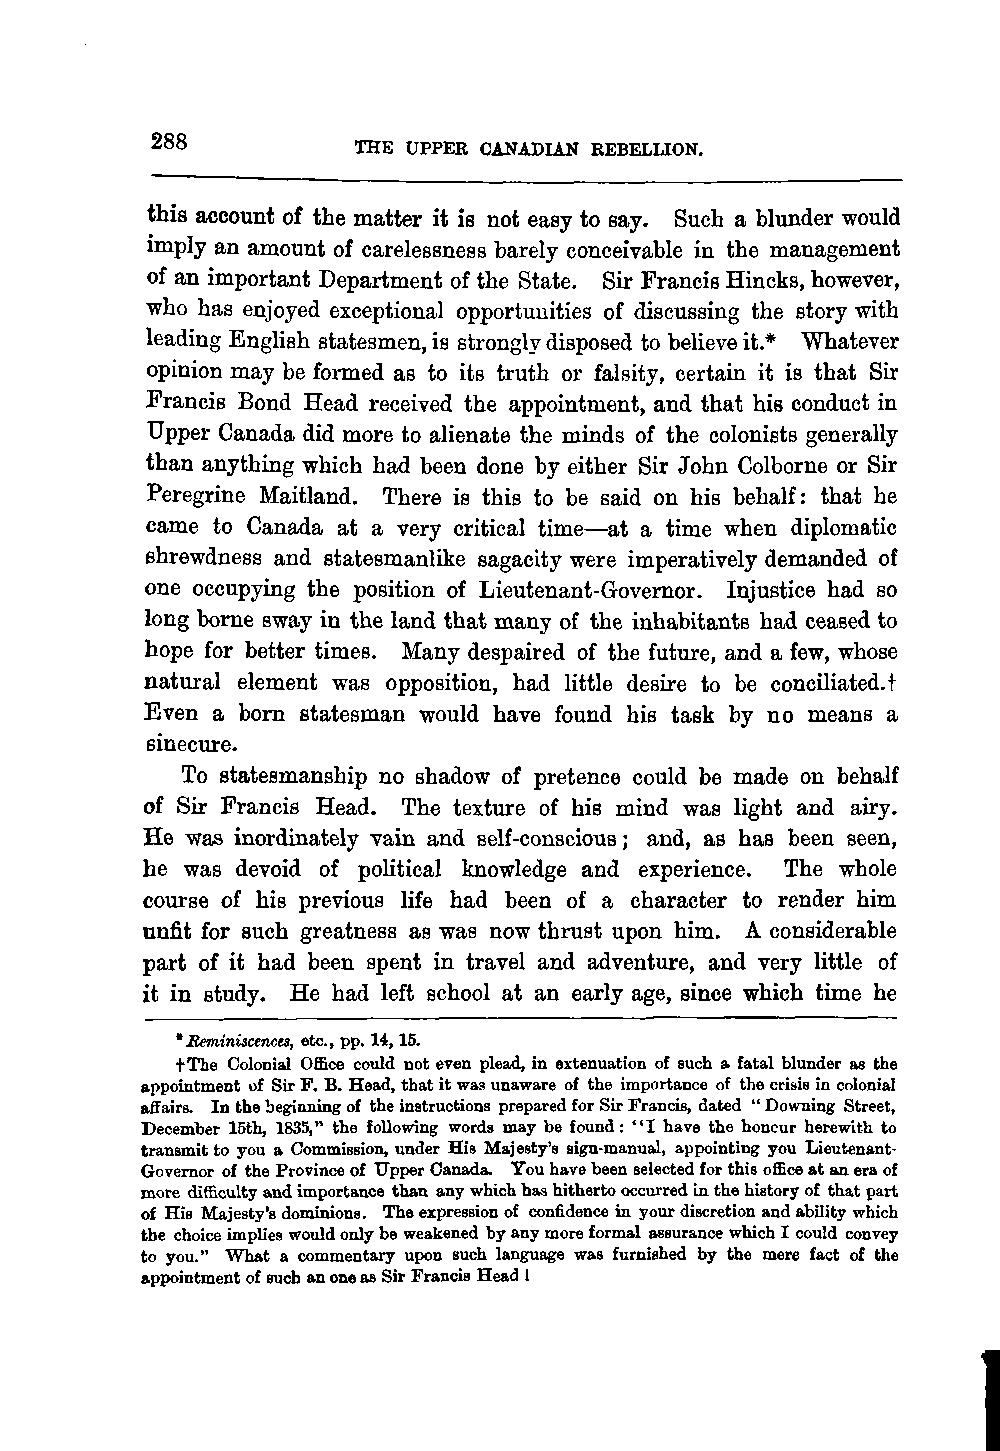 288
THE UPPER CANADIAN REBELLION.
this account of the matter it is not easy to say. Such a blunder would
imply an amount of carelessness barely conceivable in the management
of an important Department of the State. Sir Francis Hincks, however,
who has enjoyed exceptional opportunities of discussing the story with
leading English statesmen, is strongly disposed to believe it.* Whatever
opinion may be formed as to its truth or falsity, certain it is that Sir
Francis Bond Head received the appointment, and that his conduct in
Upper Canada did more to alienate the minds of the colonists generally
than anything which had been done by either Sir John Colborne or Sir
Peregrine Maitland. There is this to be said on his behalf: that he
came to Canada at a very critical time—at a time when diplomatic
shrewdness and statesmanlike sagacity were imperatively demanded of
one occupying the position of Lieutenant-Governor. Injustice had so
long borne sway in the land that many of the inhabitants had ceased to
hope for better times. Many despaired of the future, and a few, whose
natural element was opposition, had little desire to be conciliated.†
Even a born statesman would have found his task by no means a
sinecure.
To statesmanship no shadow of pretence could be made on behalf
of Sir Francis Head. The texture of his mind was light and airy.
He was inordinately vain and self-conscious; and, as has been seen,
he was devoid of political knowledge and experience. The whole
course of his previous life had been of a character to render him
unfit for such greatness as was now thrust upon him. A considerable
part of it had been spent in travel and adventure, and very little of
it in study. He had left school at an early age, since which time he
* Reminiscences, etc., pp. 14, 15.
†The Colonial Office could not even plead, in extenuation of such a fatal blunder as the
appointment of Sir F. B. Head, that it was unaware of the importance of the crisis in colonial
affairs. In the beginning of the instructions prepared for Sir Francis, dated "Downing Street,
December 15th, 1835," the following words may be found: "I have the honour herewith to
transmit to you a Commission, under His Majesty's sign-manual, appointing you Lieutenant-
Governor of the Province of Upper Canada. You have been selected for this office at an era of
more difficulty and importance than any which has hitherto occurred in the history of that part
of His Majesty's dominions. The expression of confidence in your discretion and ability which
the choice implies would only be weakened by any more formal assurance which I could convey
to you." What a commentary upon such language was furnished by the mere fact of the
appointment of such an one as Sir Francis Head!